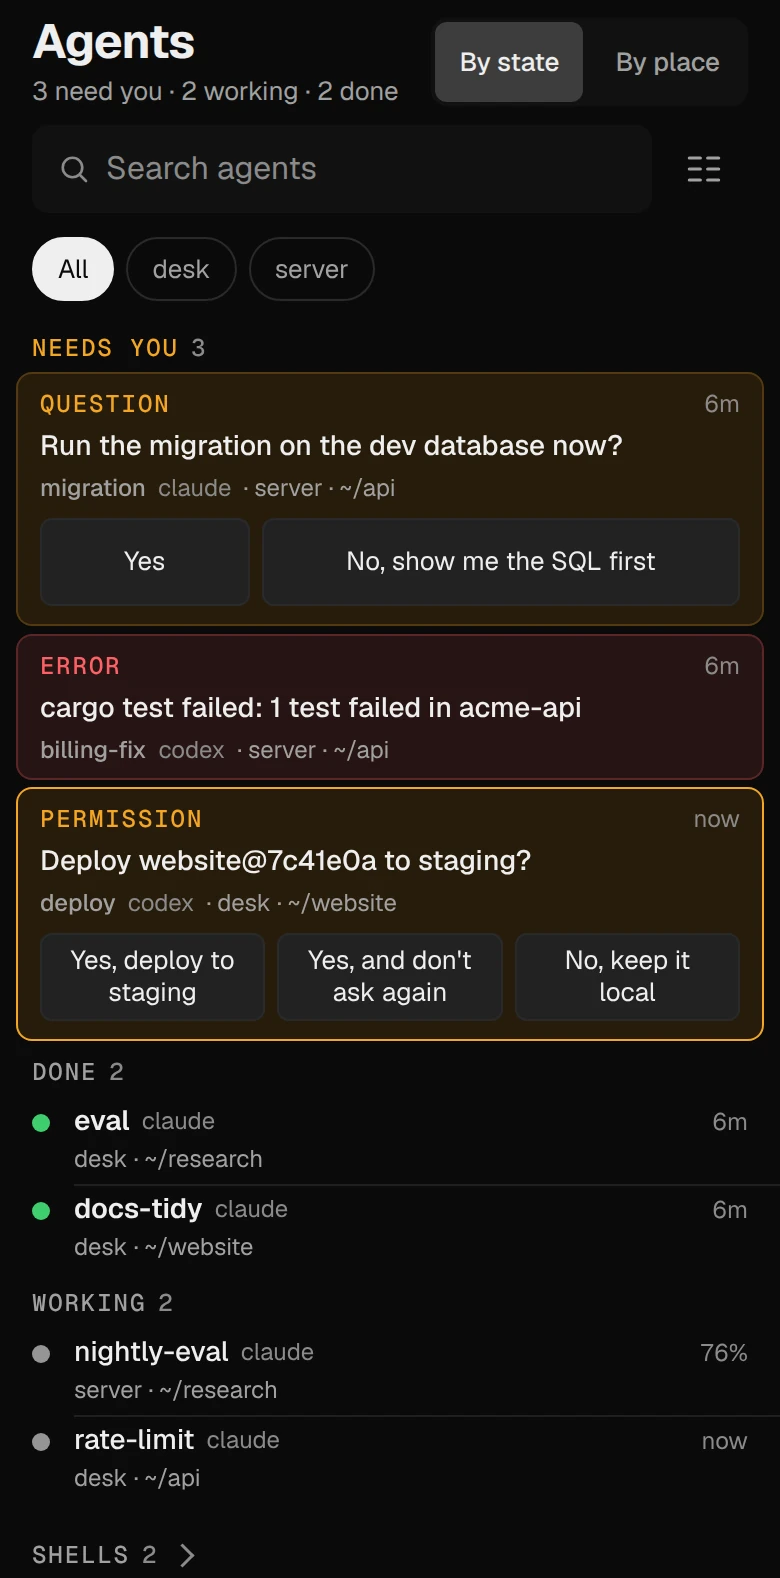 Agents
3 need you · 2 working · 2 done
By state
By place
Search agents
All
desk
server
NEEDS YOU 3
QUESTION
6m
Run the migration on the dev database now?
migration claude · server · ~/api
Yes
No, show me the SQL first
ERROR
6m
cargo test failed: 1 test failed in acme-api
billing-fix codex · server · ~/api
PERMISSION
now
Deploy website@7c41e0a to staging?
deploy codex · desk · ~/website
Yes, deploy to
staging
Yes, and don't
ask again
No, keep it
local
DONE 2
eval claude
6m
desk · ~/research
docs-tidy claude
6m
desk · ~/website
WORKING 2
nightly-eval claude
76%
server · ~/research
rate-limit claude
now
desk · ~/api
SHELLS 2